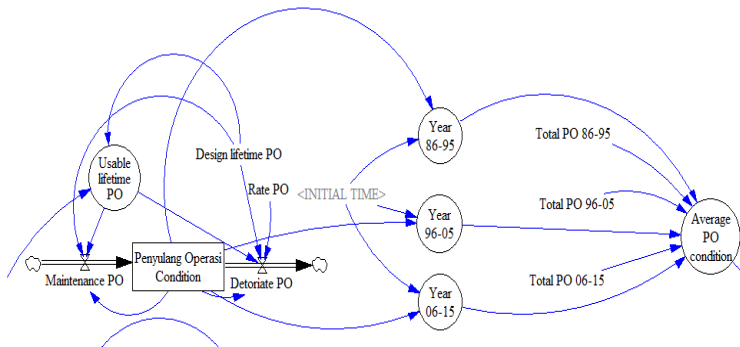 Year
86-95
Total PO 86-95
Design lifetime PO
Usable
lifetime
PO
Rate PO
<INITIAL TIME>
Total PO 96-05
Year
96-05
Average
PO
condition
Penyulang Operasi
Condition
Maintenance PO
Detoriate PO
Total PO 06-15
Year
06-15